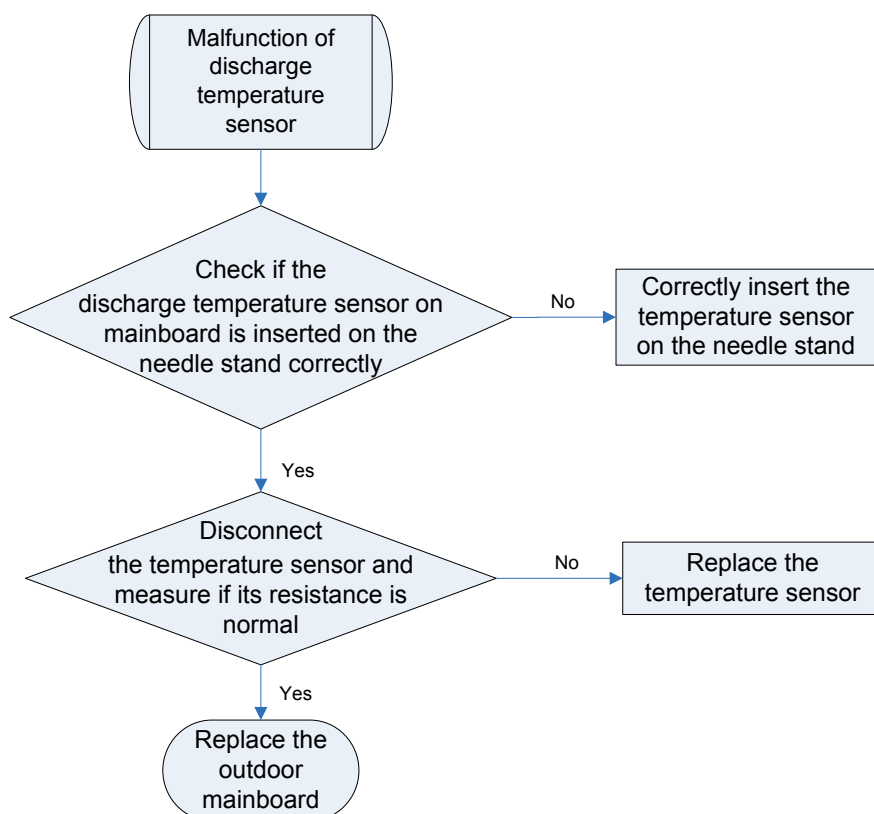 Malfunction of
discharge
temperature
sensor
Check if the
discharge temperature sensor on
mainboard is inserted on the
needle stand correctly
No
Correctly insert the
temperature sensor
on the needle stand
Yes
Disconnect
the temperature sensor and
measure if its resistance is
normal
No
Replace the
temperature sensor
Yes
Replace the
outdoor
mainboard